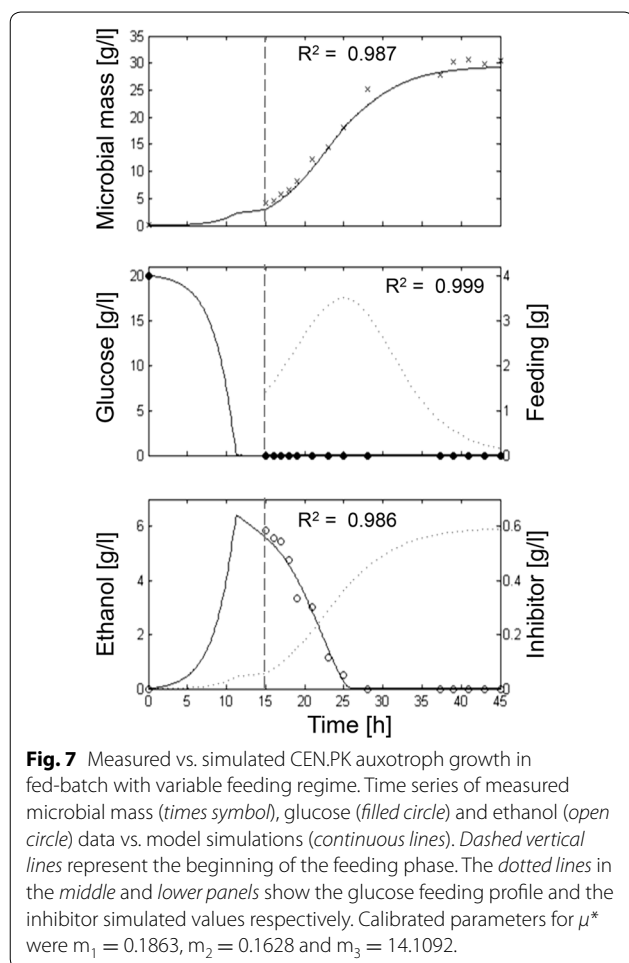 R² = 0.987
Microbial mass [g/l]
35
30
25
20
15
10
5
0
R² = 0.999
Glucose [g/l]
20
15
10
5
0
4
3
2
1
0
Feeding [g]
R² = 0.986
Ethanol [g/l]
6
4
2
0
0.6
0.4
0.2
0
Inhibitor [g/l]
0 5 10 15 20 25 30 35 40 45
Time [h]
Fig. 7 Measured vs. simulated CEN.PK auxotroph growth in
fed-batch with variable feeding regime. Time series of measured
microbial mass (times symbol), glucose (filled circle) and ethanol (open
circle) data vs. model simulations (continuous lines). Dashed vertical
lines represent the beginning of the feeding phase. The dotted lines in
the middle and lower panels show the glucose feeding profile and the
inhibitor simulated values respectively. Calibrated parameters for μ*
were m₁ = 0.1863, m₂ = 0.1628 and m₃ = 14.1092.